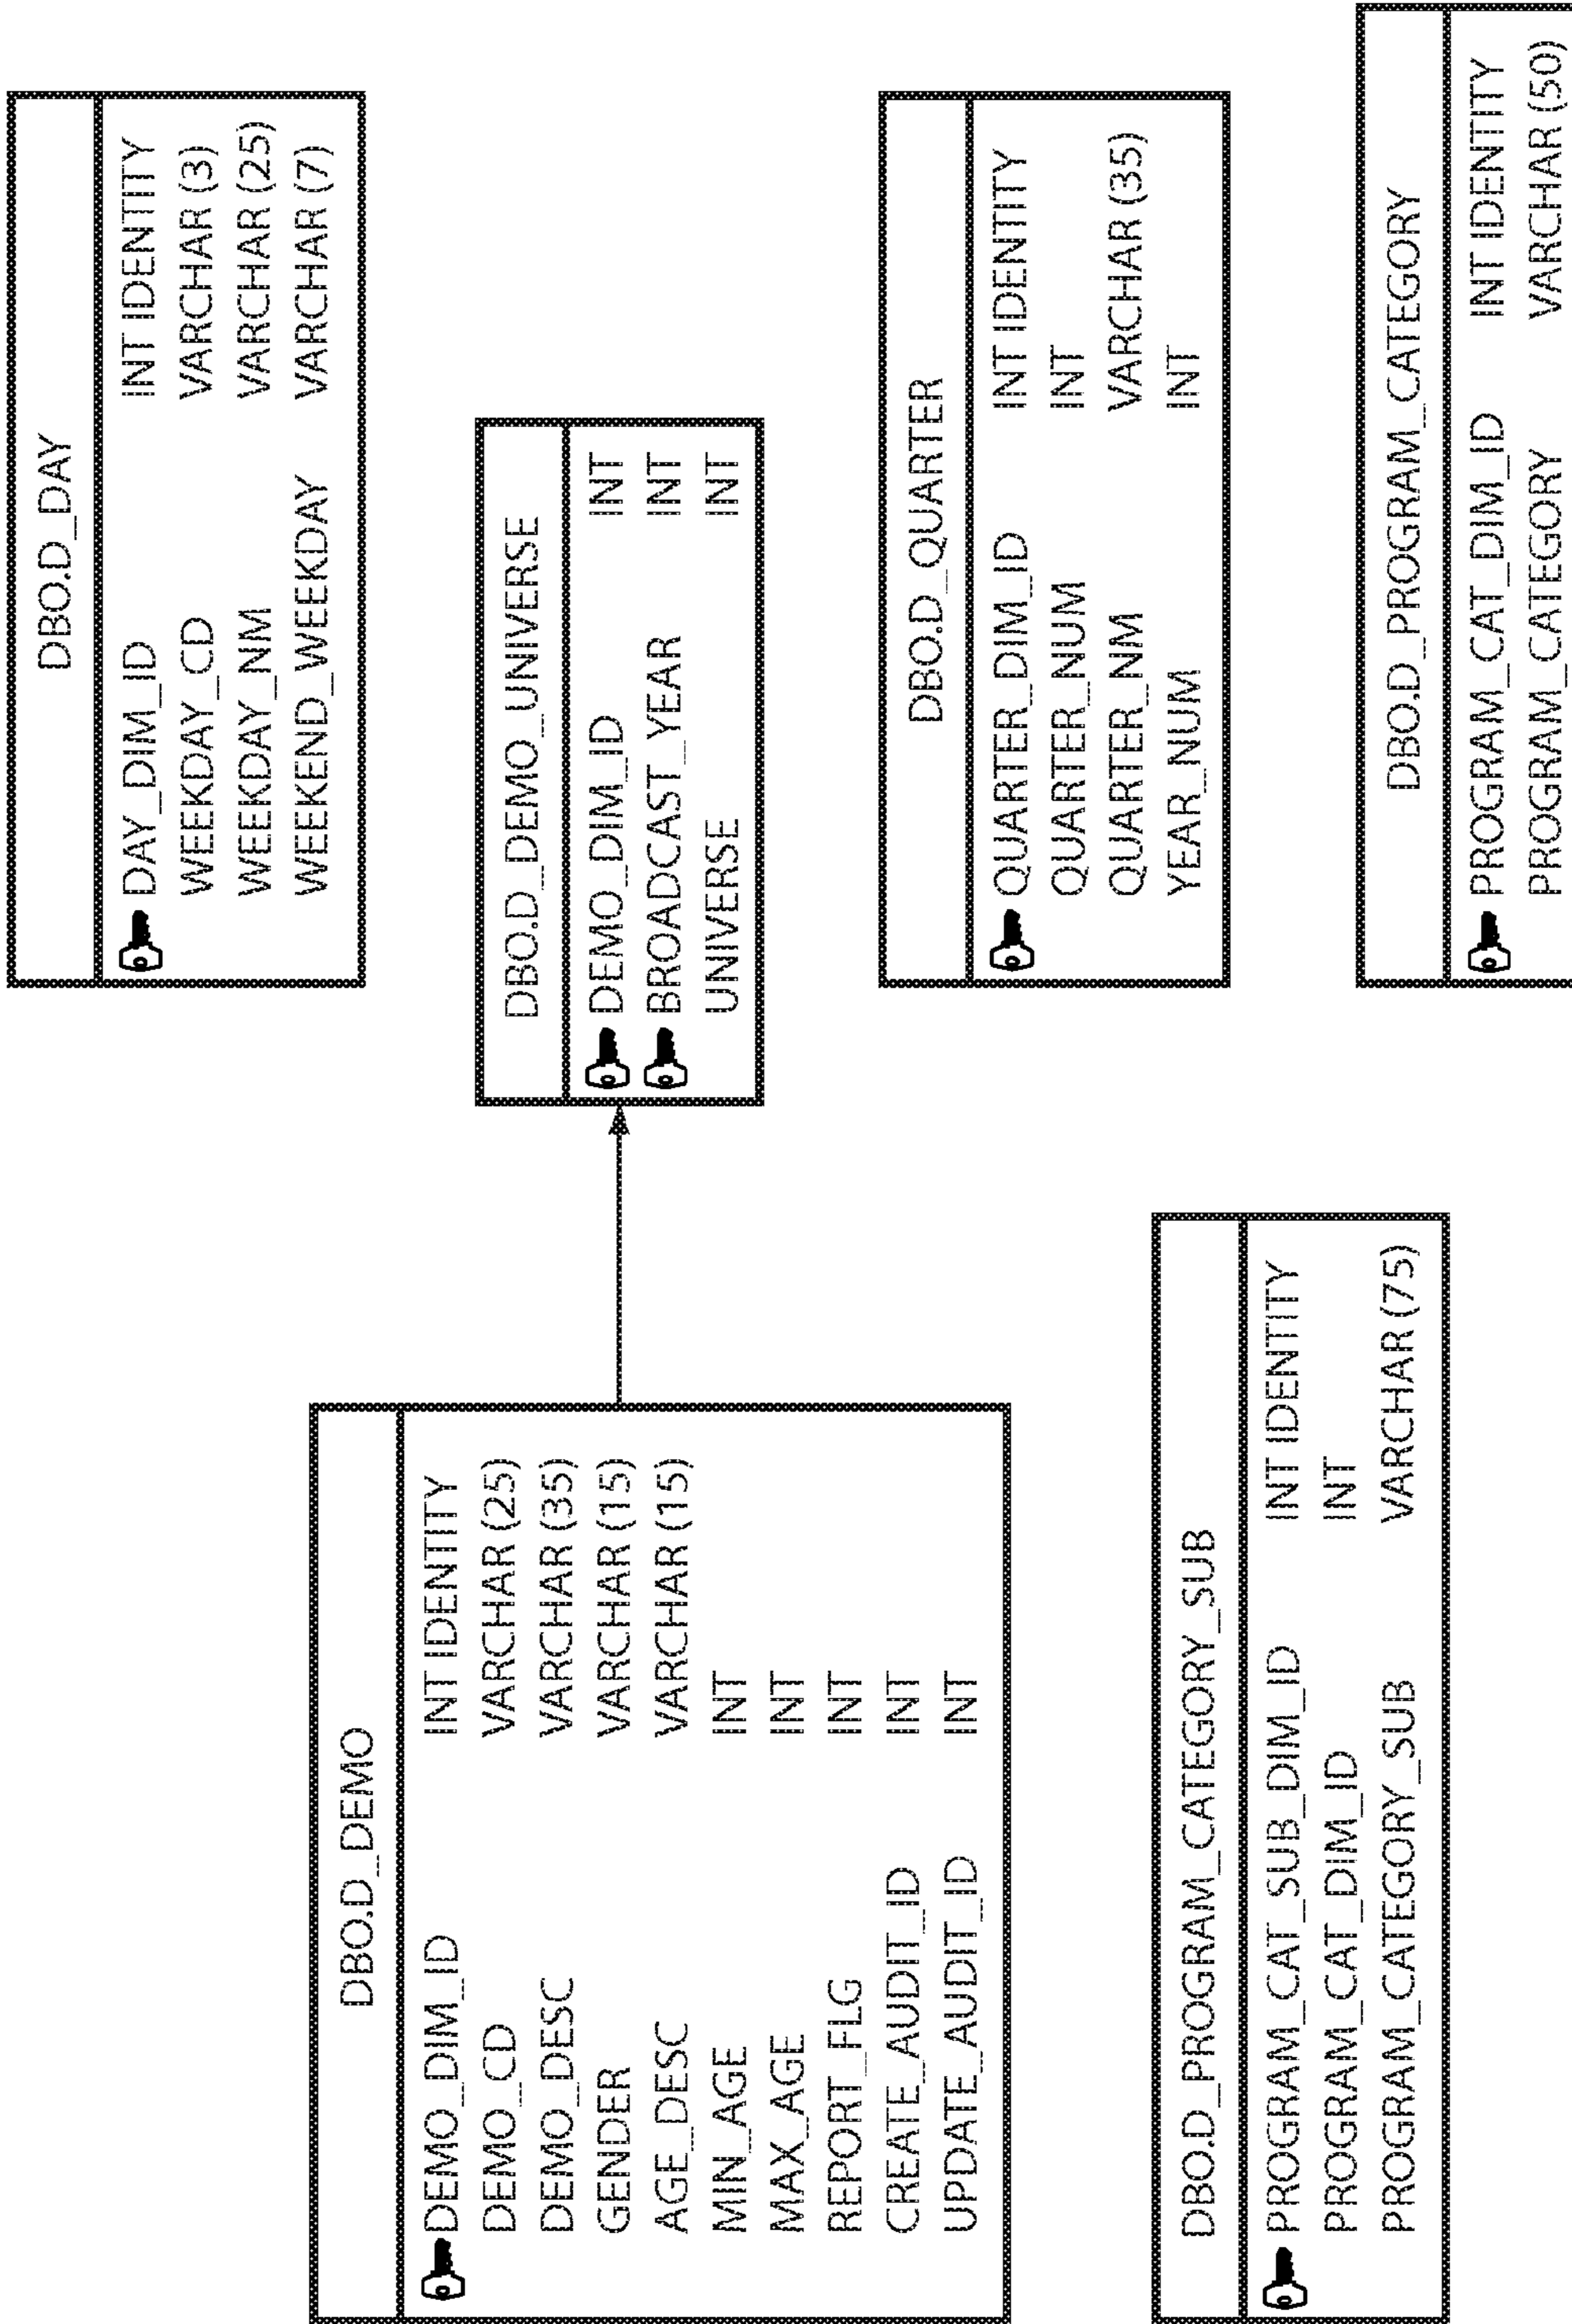 DBO.D_DAY
DAY_DIM_ID INT IDENTITY
WEEKDAY_CD VARCHAR (3)
WEEKDAY_NM VARCHAR (25)
WEEKEND_WEEKDAY VARCHAR (7)
DBO.D_DEMO
DEMO_DIM_ID INT IDENTITY
DEMO_CD VARCHAR (25)
DEMO_DESC VARCHAR (35)
GENDER VARCHAR (15)
AGE_DESC VARCHAR (15)
MIN_AGE INT
MAX_AGE INT
REPORT_FLG INT
CREATE_AUDIT_ID INT
UPDATE_AUDIT_ID INT
DBO.D_DEMO_UNIVERSE
DEMO_DIM_ID INT
BROADCAST_YEAR INT
UNIVERSE INT
DBO.D_QUARTER
QUARTER_DIM_ID INT IDENTITY
QUARTER_NUM INT
QUARTER_NM VARCHAR (35)
YEAR_NUM INT
DBO.D_PROGRAM_CATEGORY_SUB
PROGRAM_CAT_SUB_DIM_ID INT IDENTITY
PROGRAM_CAT_DIM_ID INT
PROGRAM_CATEGORY_SUB VARCHAR (75)
DBO.D_PROGRAM_CATEGORY
PROGRAM_CAT_DIM_ID INT IDENTITY
PROGRAM_CATEGORY VARCHAR (50)